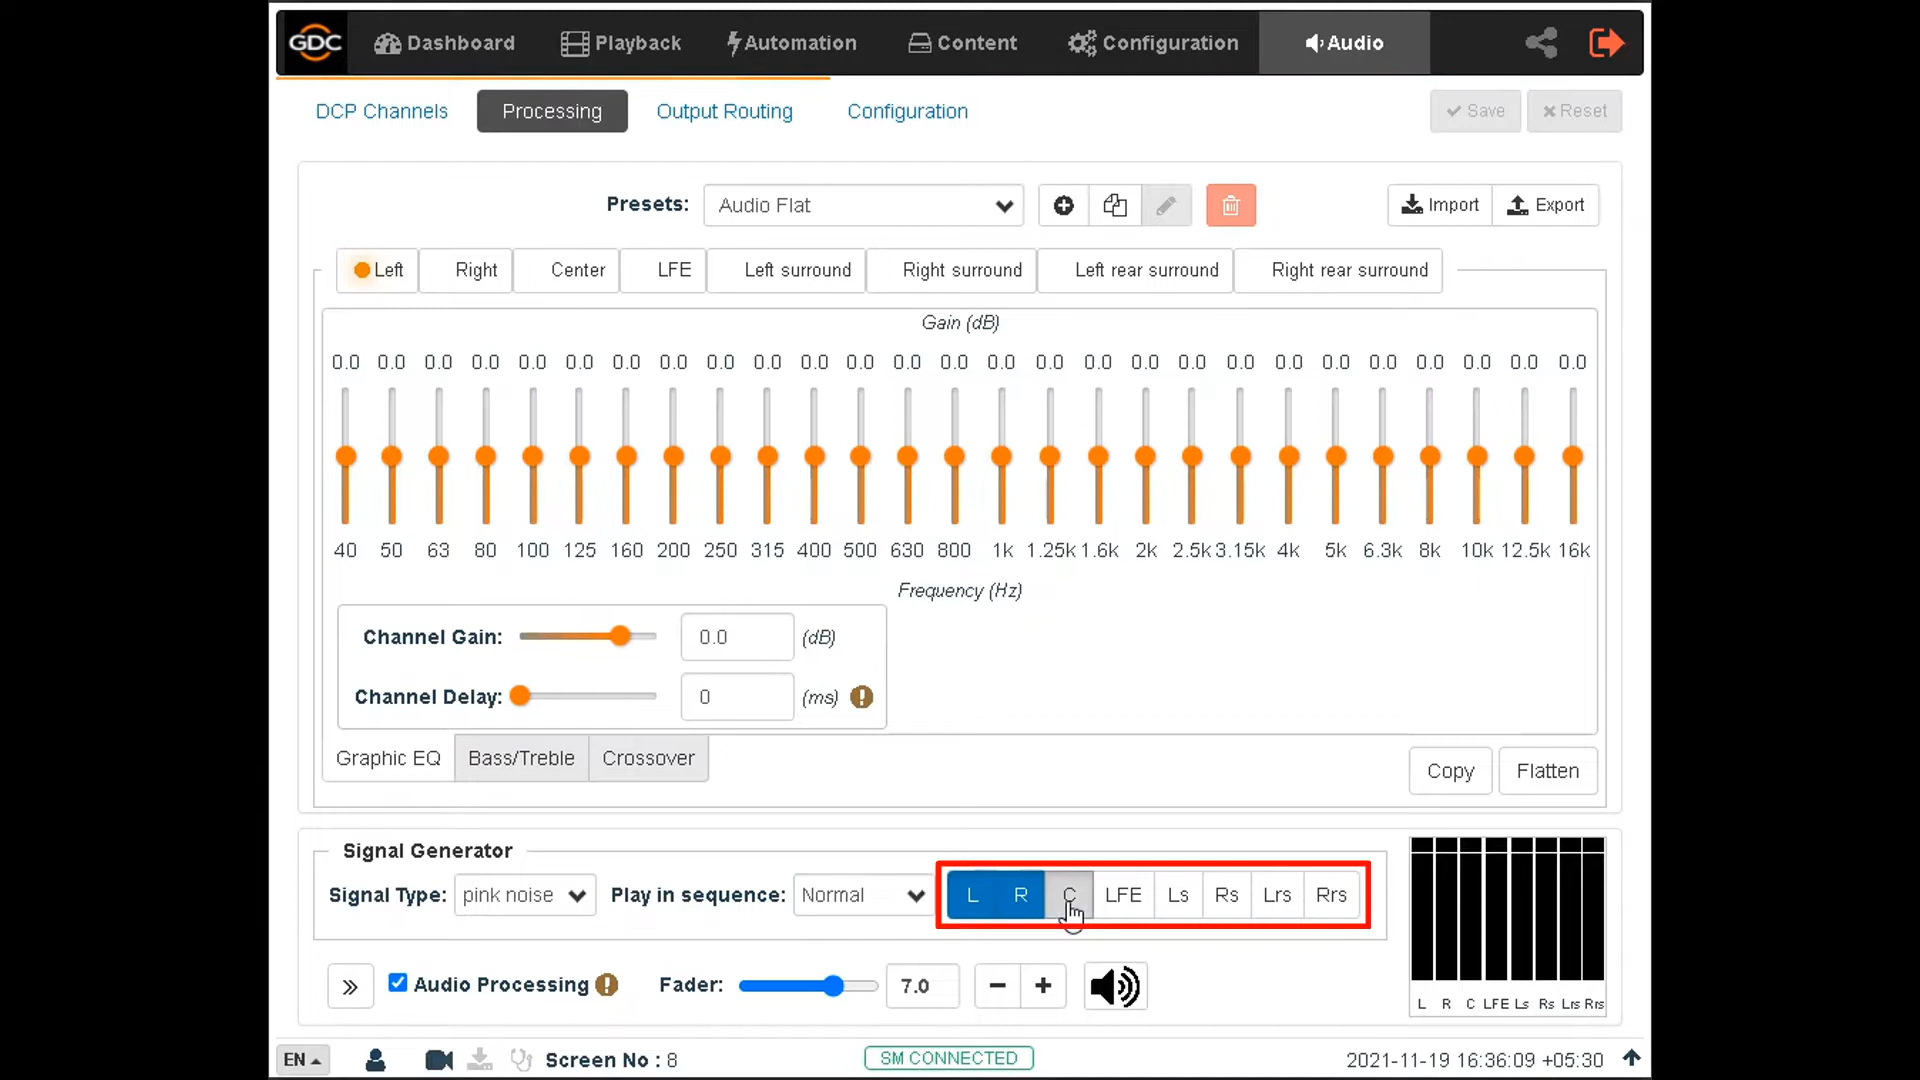 GDC Dashboard Playback Automation Content Configuration Audio
DCP Channels Processing Output Routing Configuration Save Reset
Presets: Audio Flat Import Export
Left Right Center LFE Left surround Right surround Left rear surround Right rear surround
Gain (dB)
0.0 0.0 0.0 0.0 0.0 0.0 0.0 0.0 0.0 0.0 0.0 0.0 0.0 0.0 0.0 0.0 0.0 0.0 0.0 0.0 0.0 0.0 0.0 0.0 0.0 0.0 0.0
40 50 63 80 100 125 160 200 250 315 400 500 630 800 1k 1.25k 1.6k 2k 2.5k 3.15k 4k 5k 6.3k 8k 10k 12.5k 16k
Frequency (Hz)
Channel Gain: 0.0 (dB)
Channel Delay: 0 (ms)
Graphic EQ Bass/Treble Crossover Copy Flatten
Signal Generator
Signal Type: pink noise Play in sequence: Normal L R C LFE Ls Rs Lrs Rrs
Audio Processing Fader: 7.0
L R C LFE Ls Rs Lrs Rrs
EN Screen No : 8 SM CONNECTED 2021-11-19 16:36:09 +05:30